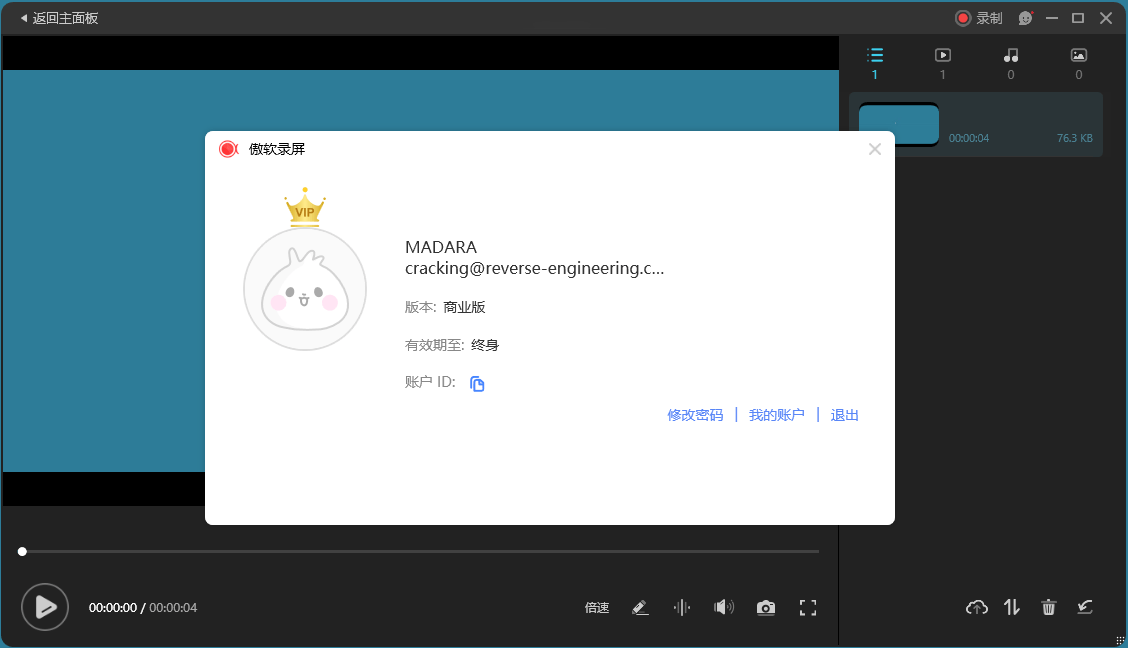 返回主面板
录制
1
1
0
0
00:00:04
76.3 KB
傲软录屏
VIP
MADARA
cracking@reverse-engineering.c...
版本: 商业版
有效期至: 终身
账户 ID:
修改密码 | 我的账户 | 退出
00:00:00 / 00:00:04
倍速